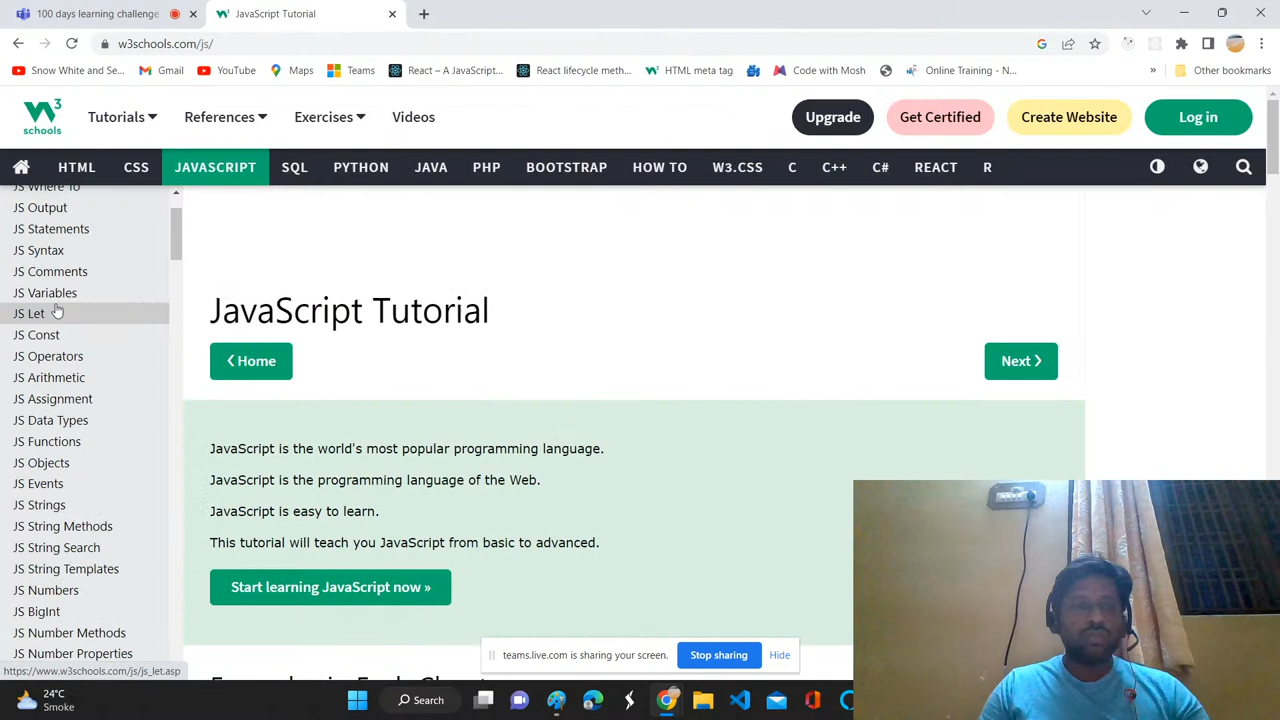 100 days learning challenge
JavaScript Tutorial
w3schools.com/js/
Snow White and Se...
Gmail
YouTube
Maps
Teams
React – A JavaScript...
React lifecycle meth...
HTML meta tag
Code with Mosh
Online Training - N...
»
Other bookmarks
W3
schools
Tutorials
References
Exercises
Videos
Upgrade
Get Certified
Create Website
Log in
HTML
CSS
JAVASCRIPT
SQL
PYTHON
JAVA
PHP
BOOTSTRAP
HOW TO
W3.CSS
C
C++
C#
REACT
R
JS Where To
JS Output
JS Statements
JS Syntax
JS Comments
JS Variables
JS Let
JS Const
JS Operators
JS Arithmetic
JS Assignment
JS Data Types
JS Functions
JS Objects
JS Events
JS Strings
JS String Methods
JS String Search
JS String Templates
JS Numbers
JS BigInt
JS Number Methods
JS Number Properties
https://www.w3schools.com/js/js_let.asp
JavaScript Tutorial
❮ Home
Next ❯
JavaScript is the world's most popular programming language.
JavaScript is the programming language of the Web.
JavaScript is easy to learn.
This tutorial will teach you JavaScript from basic to advanced.
Start learning JavaScript now »
teams.live.com is sharing your screen.
Stop sharing
Hide
24°C
Smoke
Search